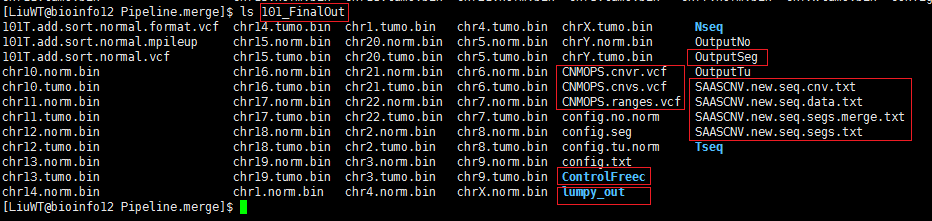 [LiuWT@bioinfo12 Pipeline.merge]$ ls 101_FinalOut
101T.add.sort.normal.format.vcf chr14.tumo.bin chr1.tumo.bin chr4.tumo.bin chrX.tumo.bin Nseq
101T.add.sort.normal.mpileup chr15.norm.bin chr20.norm.bin chr5.norm.bin chrY.norm.bin OutputNo
101T.add.sort.normal.vcf chr15.tumo.bin chr20.tumo.bin chr5.tumo.bin chrY.tumo.bin OutputSeg
chr10.norm.bin chr16.norm.bin chr21.norm.bin chr6.norm.bin CNMOPS.cnvr.vcf OutputTu
chr10.tumo.bin chr16.tumo.bin chr21.tumo.bin chr6.tumo.bin CNMOPS.cnvs.vcf SAASCNV.new.seq.cnv.txt
chr11.norm.bin chr17.norm.bin chr22.norm.bin chr7.norm.bin CNMOPS.ranges.vcf SAASCNV.new.seq.data.txt
chr11.tumo.bin chr17.tumo.bin chr22.tumo.bin chr7.tumo.bin config.no.norm SAASCNV.new.seq.segs.merge.txt
chr12.norm.bin chr18.norm.bin chr2.norm.bin chr8.norm.bin config.seg SAASCNV.new.seq.segs.txt
chr12.tumo.bin chr18.tumo.bin chr2.tumo.bin chr8.tumo.bin config.tu.norm Tseq
chr13.norm.bin chr19.norm.bin chr3.norm.bin chr9.norm.bin config.txt
chr13.tumo.bin chr19.tumo.bin chr3.tumo.bin chr9.tumo.bin ControlFreec
chr14.norm.bin chr1.norm.bin chr4.norm.bin chrX.norm.bin lumpy_out
[LiuWT@bioinfo12 Pipeline.merge]$